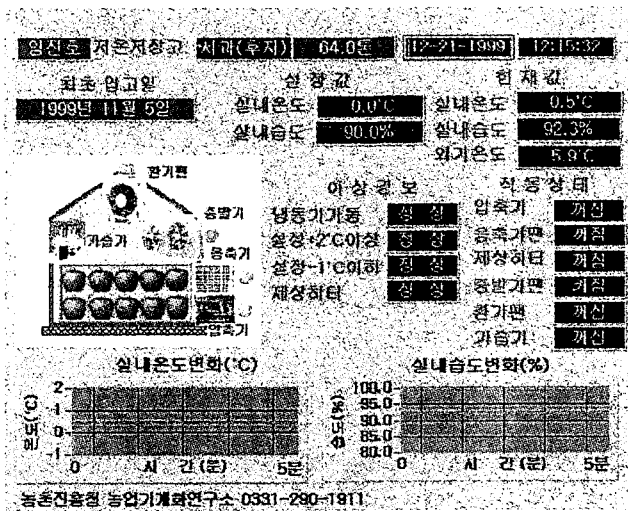 임진호 저온저장고 사과(후지) 64.0톤 12-21-1999 12:15:32
최초 입고일 설정값 현재값
1999년 11월 5일 실내온도 0.0℃ 실내온도 0.5℃
실내습도 90.0% 실내습도 92.3%
외기온도 5.9℃
환기팬
증발기
가습기
응축기
압축기
이상경보 작동상태
냉동기가동 정상 압축기 꺼짐
설정+2℃이상 정상 응축기팬 꺼짐
설정-1℃이하 정상 제상히터 꺼짐
제상히터 정상 증발기팬 켜짐
환기팬 꺼짐
가습기 꺼짐
실내온도변화(℃) 실내습도변화(%)
온도(℃) 2 1 0 -1
0 시 간 (분) 5분
습도(%) 100.0 95.0 90.0 85.0 80.0
0 시 간 (분) 5분
농촌진흥청 농업기계화연구소 0331-290-1911